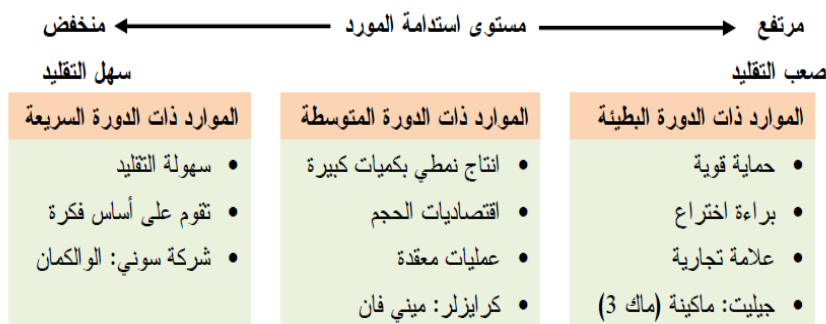 مرتفع مستوى استدامة المورد منخفض
صعب التقليد سهل التقليد
الموارد ذات الدورة البطيئة
• حماية قوية
• براءة اختراع
• علامة تجارية
• جيليت: ماكينة (ماك 3)
الموارد ذات الدورة المتوسطة
• انتاج نمطي بكميات كبيرة
• اقتصاديات الحجم
• عمليات معقدة
• كرايزلر: ميني فان
الموارد ذات الدورة السريعة
• سهولة التقليد
• تقوم على أساس فكرة
• شركة سوني: الوالكمان